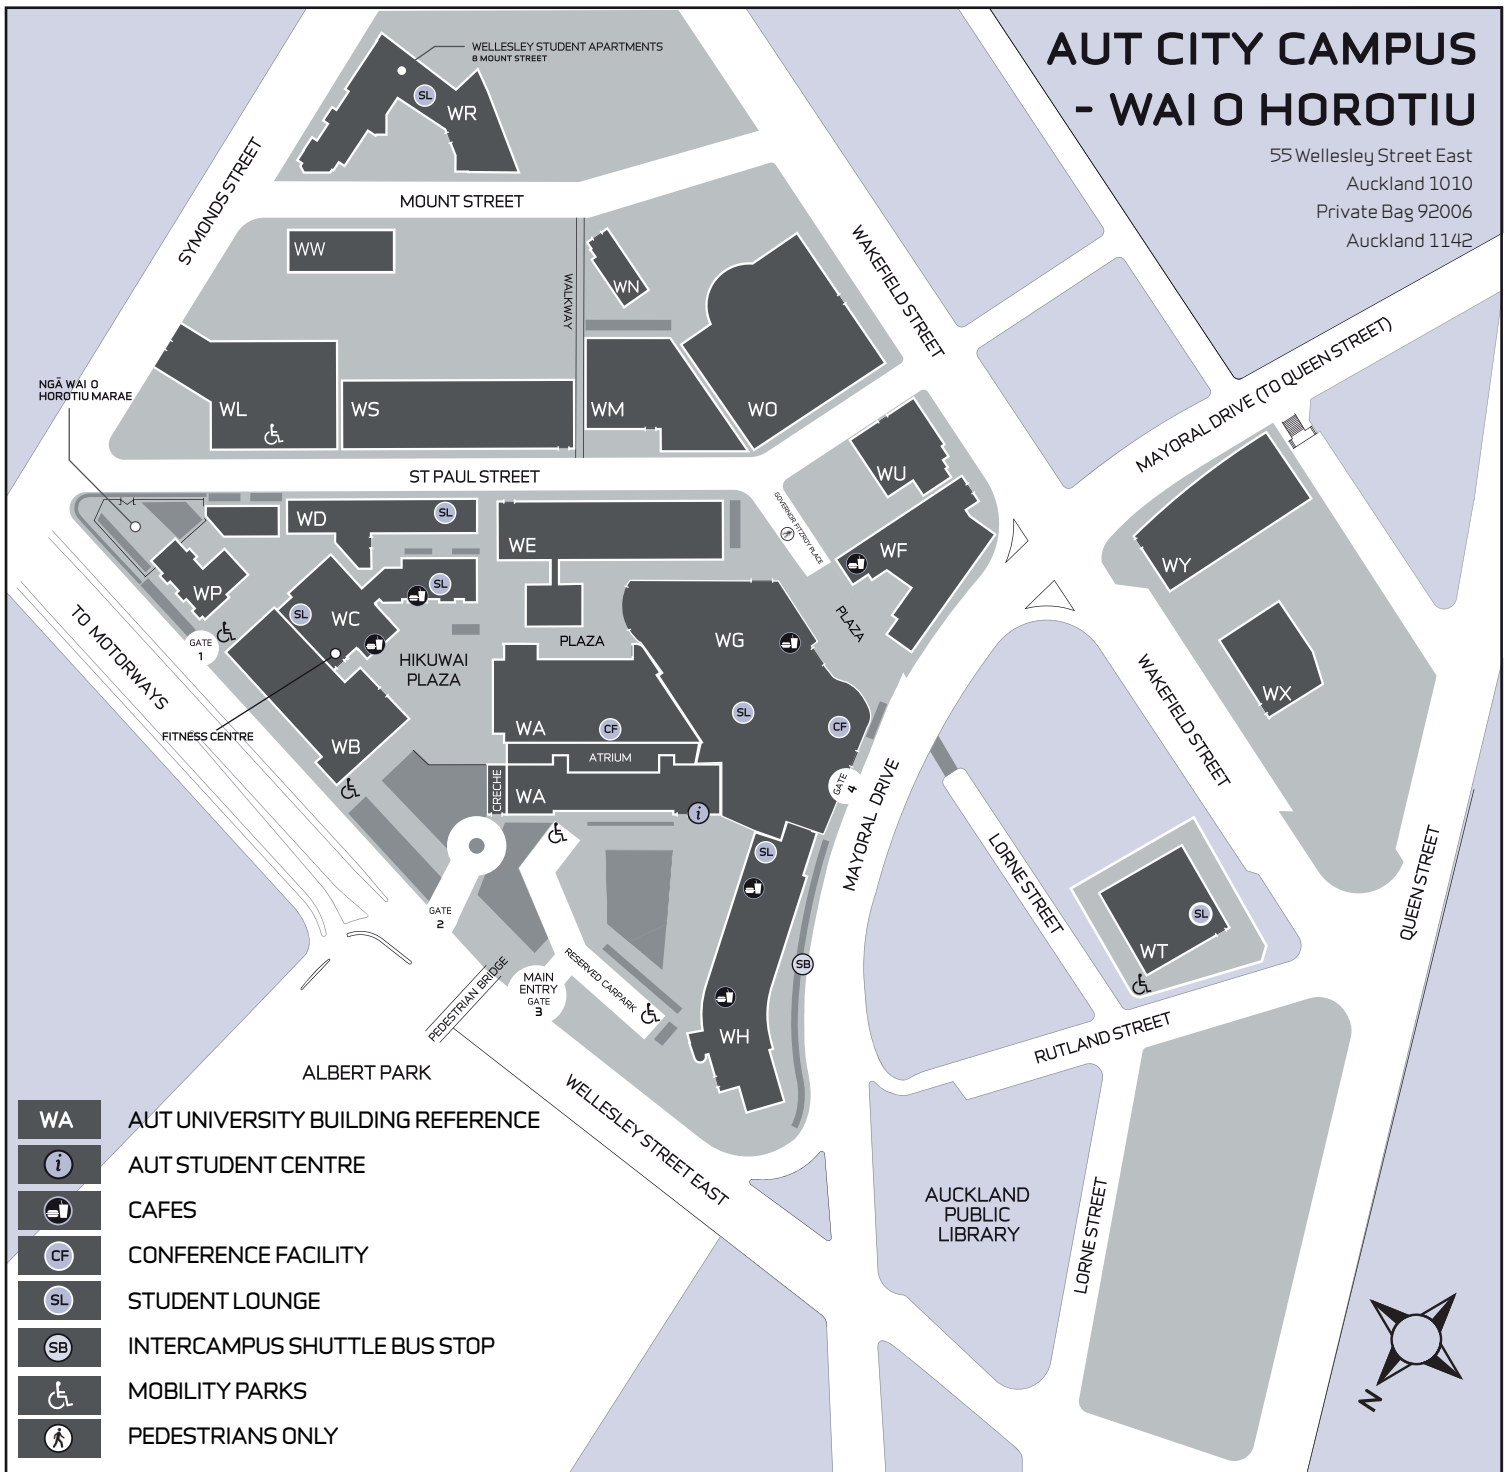 AUT CITY CAMPUS
- WAI O HOROTIU
55 Wellesley Street East
Auckland 1010
Private Bag 92006
Auckland 1142
WELLESLEY STUDENT APARTMENTS
8 MOUNT STREET
SL
WR
SYMONDS STREET
MOUNT STREET
WW
WALKWAY
WN
WAKEFIELD STREET
MAYORAL DRIVE (TO QUEEN STREET)
NGĀ WAI O
HOROTIU MARAE
WL
WS
WM
WO
ST PAUL STREET
WU
GOVERNOR FITZROY PLACE
WD
SL
WE
WF
WY
WP
SL
SL
WC
GATE
1
TO MOTORWAYS
HIKUWAI
PLAZA
PLAZA
WG
PLAZA
WX
WAKEFIELD STREET
FITNESS CENTRE
WB
WA
CF
SL
CF
ATRIUM
CRECHE
WA
i
GATE
4
MAYORAL DRIVE
SL
LORNE STREET
QUEEN STREET
SL
WT
GATE
2
PEDESTRIAN BRIDGE
MAIN
ENTRY
GATE
3
RESERVED CARPARK
SB
WH
RUTLAND STREET
ALBERT PARK
WELLESLEY STREET EAST
AUCKLAND
PUBLIC
LIBRARY
LORNE STREET
N
WA AUT UNIVERSITY BUILDING REFERENCE
i AUT STUDENT CENTRE
CAFES
CF CONFERENCE FACILITY
SL STUDENT LOUNGE
SB INTERCAMPUS SHUTTLE BUS STOP
MOBILITY PARKS
PEDESTRIANS ONLY